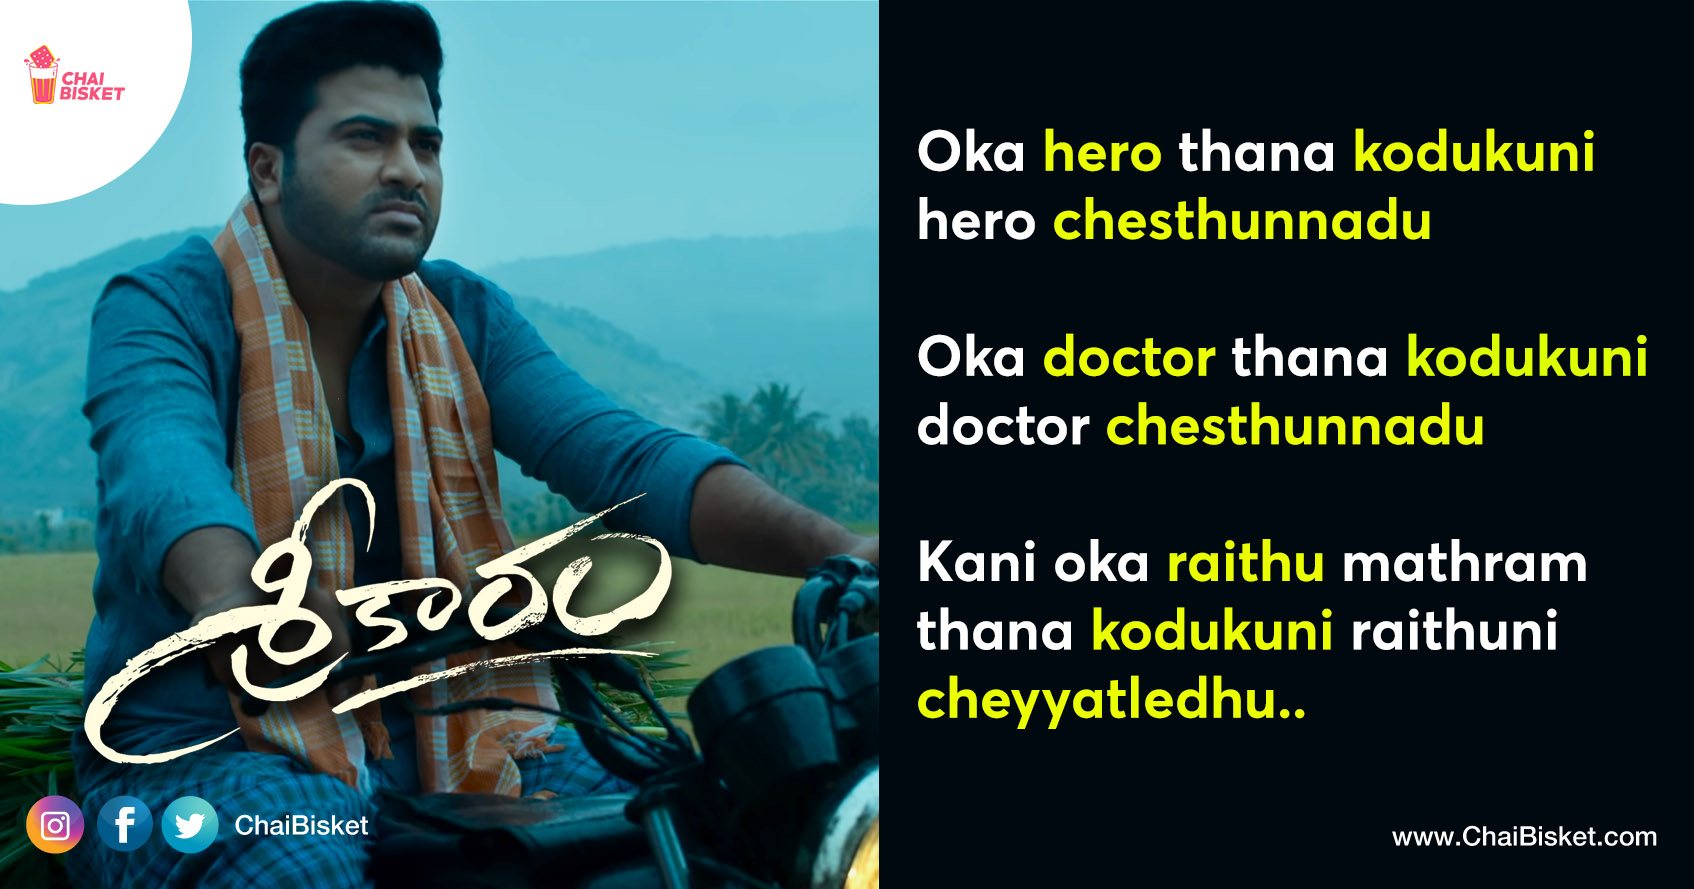 CHAI
BISKET
శ్రీకారం
ChaiBisket
Oka hero thana kodukuni
hero chesthunnadu
Oka doctor thana kodukuni
doctor chesthunnadu
Kani oka raithu mathram
thana kodukuni raithuni
cheyyatledhu..
www.ChaiBisket.com